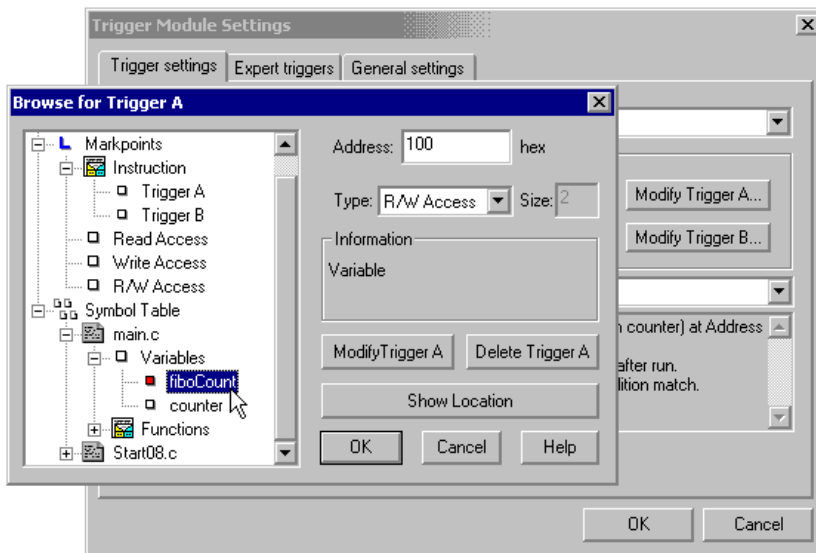 Trigger Module Settings
Trigger settings
Expert triggers
General settings
Browse for Trigger A
Markpoints
Instruction
Trigger A
Trigger B
Read Access
Write Access
R/W Access
Symbol Table
main.c
Variables
fiboCount
counter
Functions
Start08.c
Address: 100 hex
Type: R/W Access Size: 2
Information
Variable
ModifyTrigger A
Delete Trigger A
Show Location
OK
Cancel
Help
Modify Trigger A...
Modify Trigger B...
counter) at Address
after run.
dition match.
OK
Cancel